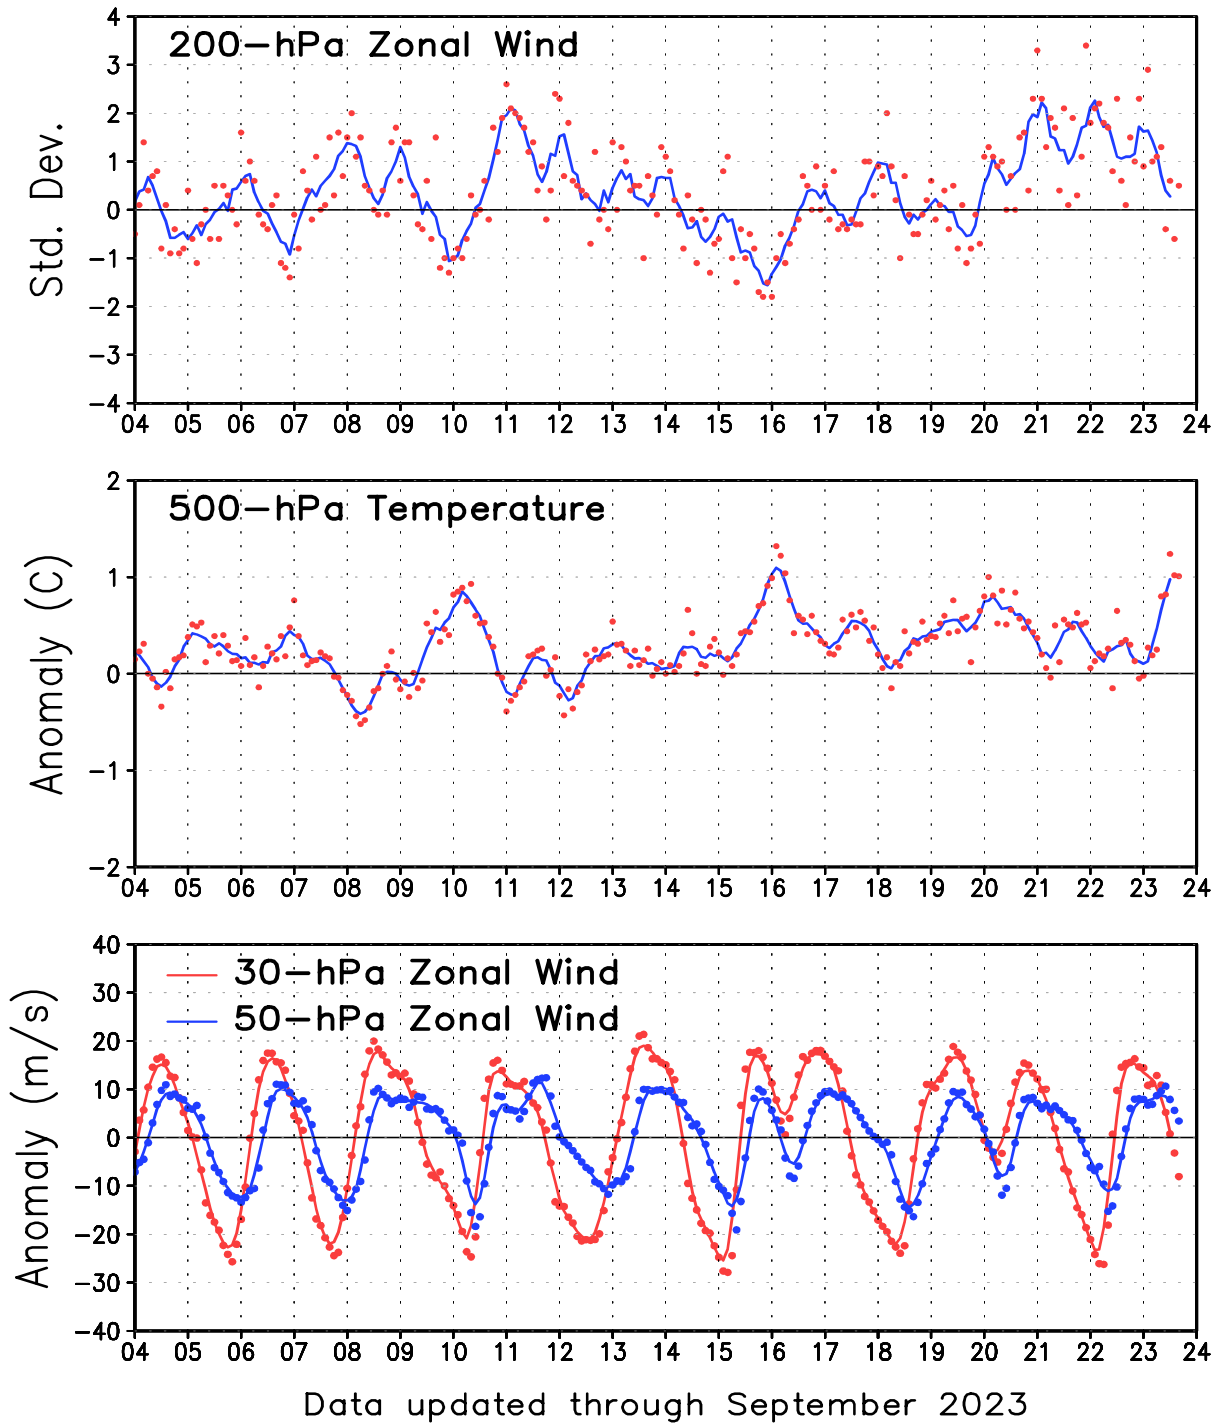 200-hPa Zonal Wind
Std. Dev.
4
3
2
1
0
-1
-2
-3
-4
04 05 06 07 08 09 10 11 12 13 14 15 16 17 18 19 20 21 22 23 24
500-hPa Temperature
Anomaly (C)
2
1
0
-1
-2
04 05 06 07 08 09 10 11 12 13 14 15 16 17 18 19 20 21 22 23 24
30-hPa Zonal Wind
50-hPa Zonal Wind
Anomaly (m/s)
40
30
20
10
0
-10
-20
-30
-40
04 05 06 07 08 09 10 11 12 13 14 15 16 17 18 19 20 21 22 23 24
Data updated through September 2023